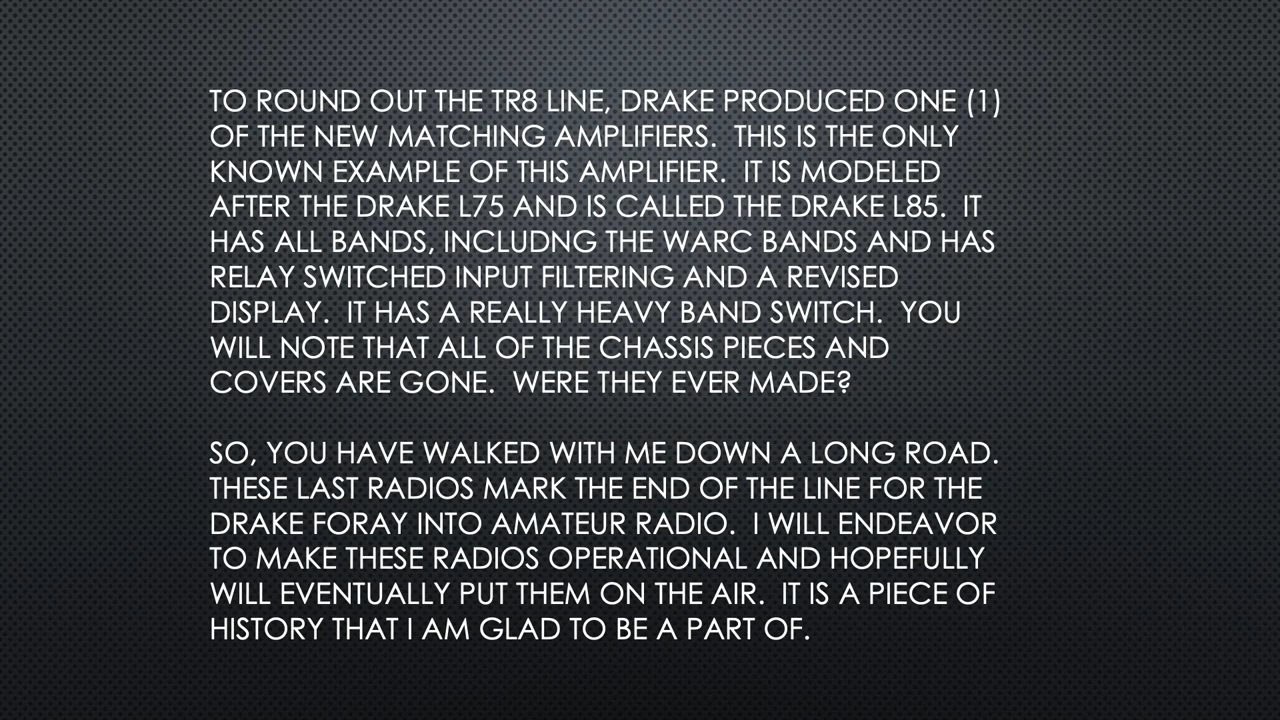 TO ROUND OUT THE TR8 LINE, DRAKE PRODUCED ONE (1)
OF THE NEW MATCHING AMPLIFIERS.  THIS IS THE ONLY
KNOWN EXAMPLE OF THIS AMPLIFIER.  IT IS MODELED
AFTER THE DRAKE L75 AND IS CALLED THE DRAKE L85.  IT
HAS ALL BANDS, INCLUDNG THE WARC BANDS AND HAS
RELAY SWITCHED INPUT FILTERING AND A REVISED
DISPLAY.  IT HAS A REALLY HEAVY BAND SWITCH.  YOU
WILL NOTE THAT ALL OF THE CHASSIS PIECES AND
COVERS ARE GONE.  WERE THEY EVER MADE?

SO, YOU HAVE WALKED WITH ME DOWN A LONG ROAD.
THESE LAST RADIOS MARK THE END OF THE LINE FOR THE
DRAKE FORAY INTO AMATEUR RADIO.  I WILL ENDEAVOR
TO MAKE THESE RADIOS OPERATIONAL AND HOPEFULLY
WILL EVENTUALLY PUT THEM ON THE AIR.  IT IS A PIECE OF
HISTORY THAT I AM GLAD TO BE A PART OF.